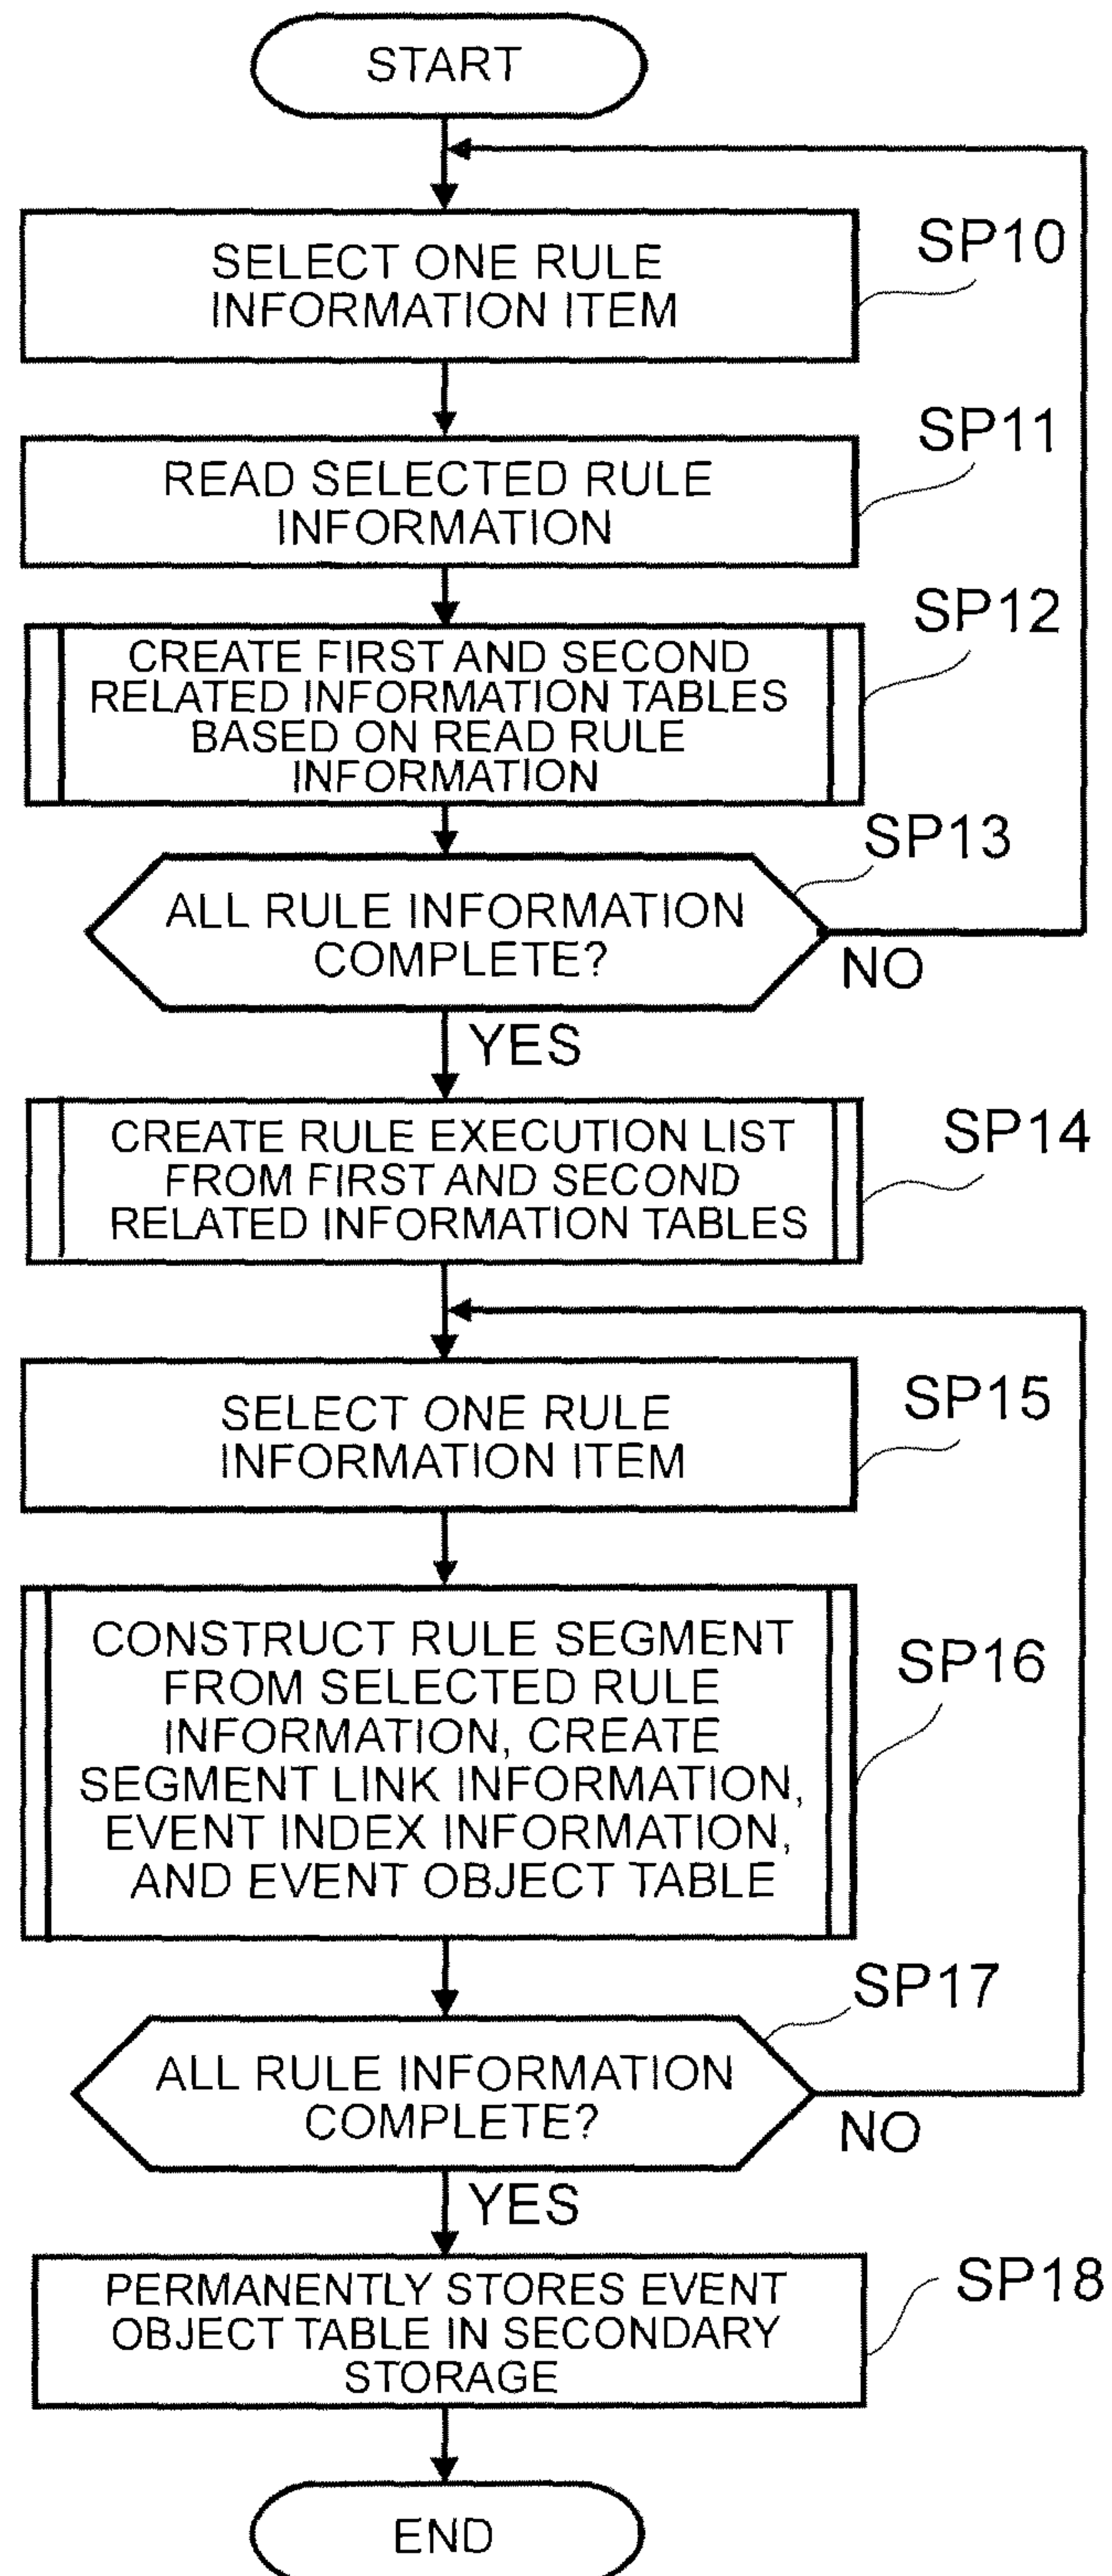 START
SELECT ONE RULE
INFORMATION ITEM
SP10
READ SELECTED RULE
INFORMATION
SP11
CREATE FIRST AND SECOND
RELATED INFORMATION TABLES
BASED ON READ RULE
INFORMATION
SP12
ALL RULE INFORMATION
COMPLETE?
SP13
NO
YES
CREATE RULE EXECUTION LIST
FROM FIRST AND SECOND
RELATED INFORMATION TABLES
SP14
SELECT ONE RULE
INFORMATION ITEM
SP15
CONSTRUCT RULE SEGMENT
FROM SELECTED RULE
INFORMATION, CREATE
SEGMENT LINK INFORMATION,
EVENT INDEX INFORMATION,
AND EVENT OBJECT TABLE
SP16
ALL RULE INFORMATION
COMPLETE?
SP17
NO
YES
PERMANENTLY STORES EVENT
OBJECT TABLE IN SECONDARY
STORAGE
SP18
END